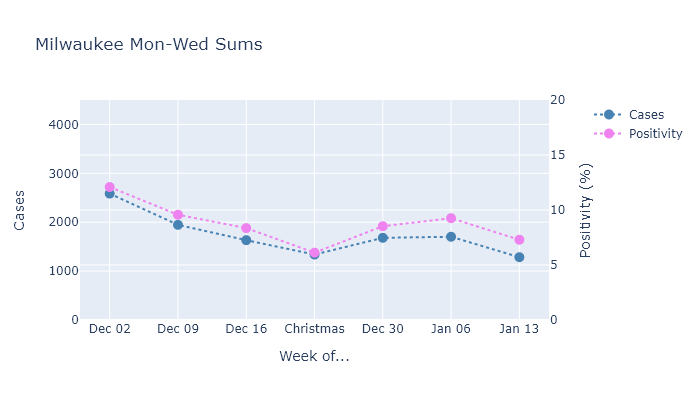 Milwaukee Mon-Wed Sums
Cases
4000
3000
2000
1000
0
20
15
10
5
0
Positivity (%)
Cases
Positivity
Dec 02 Dec 09 Dec 16 Christmas Dec 30 Jan 06 Jan 13
Week of...